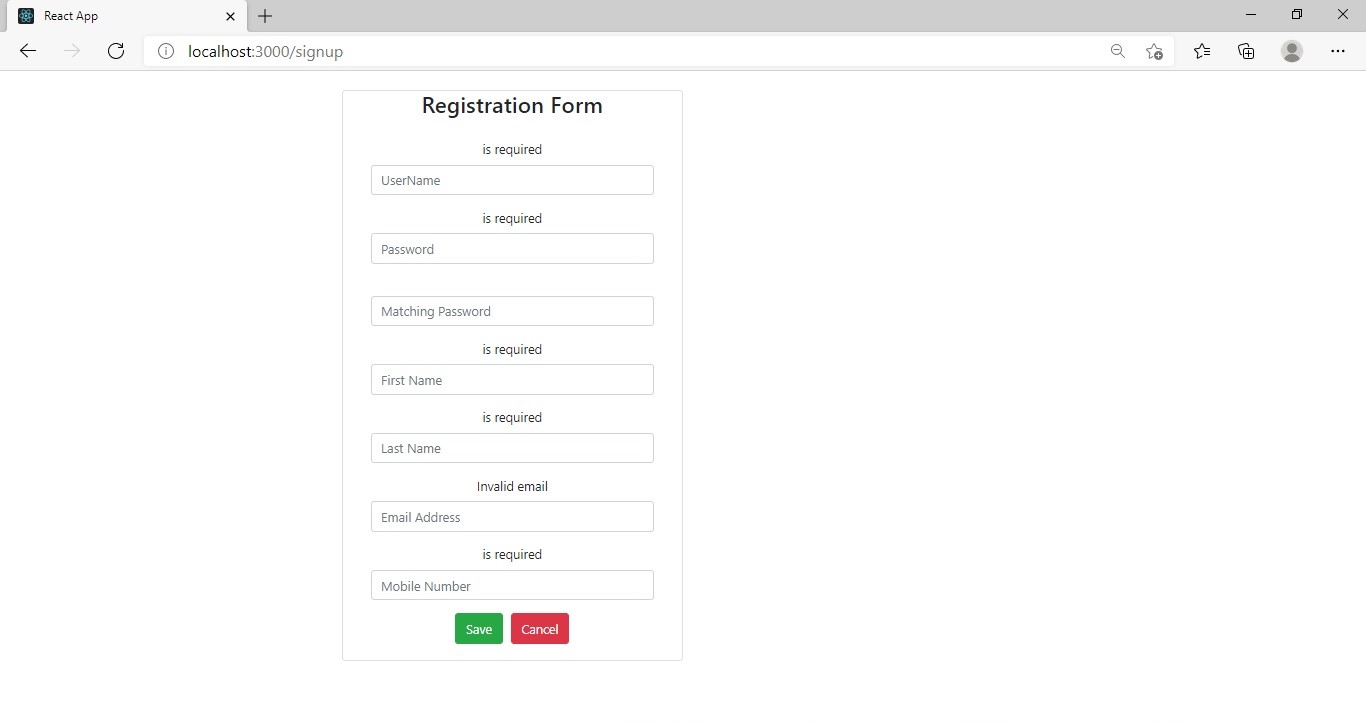 React App
localhost:3000/signup
Registration Form
is required
UserName
is required
Password
Matching Password
is required
First Name
is required
Last Name
Invalid email
Email Address
is required
Mobile Number
Save Cancel